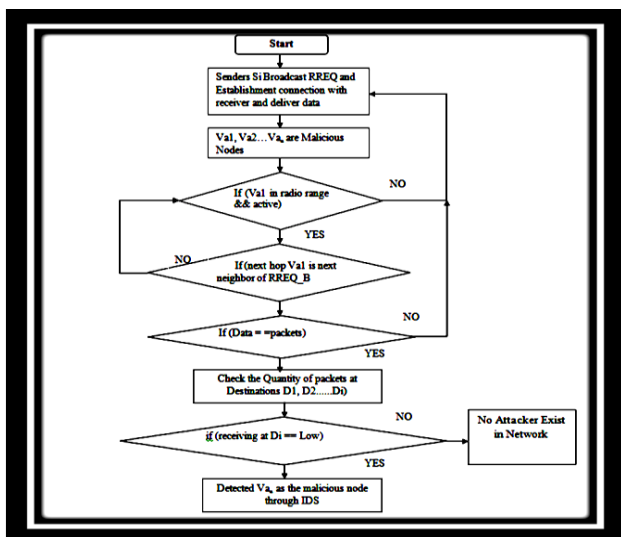 Start
Senders Si Broadcast RREQ and
Establishment connection with
receiver and deliver data
Va1, Va2…Vaₙ are Malicious
Nodes
If (Va1 in radio range
&& active)
NO
YES
NO
If (next hop Va1 is next
neighbor of RREQ_B
If (Data = =packets)
NO
YES
Check the Quantity of packets at
Destinations D1, D2......Di)
if (receiving at Di == Low)
NO
YES
No Attacker Exist
in Network
Detected Vaₙ as the malicious node
through IDS